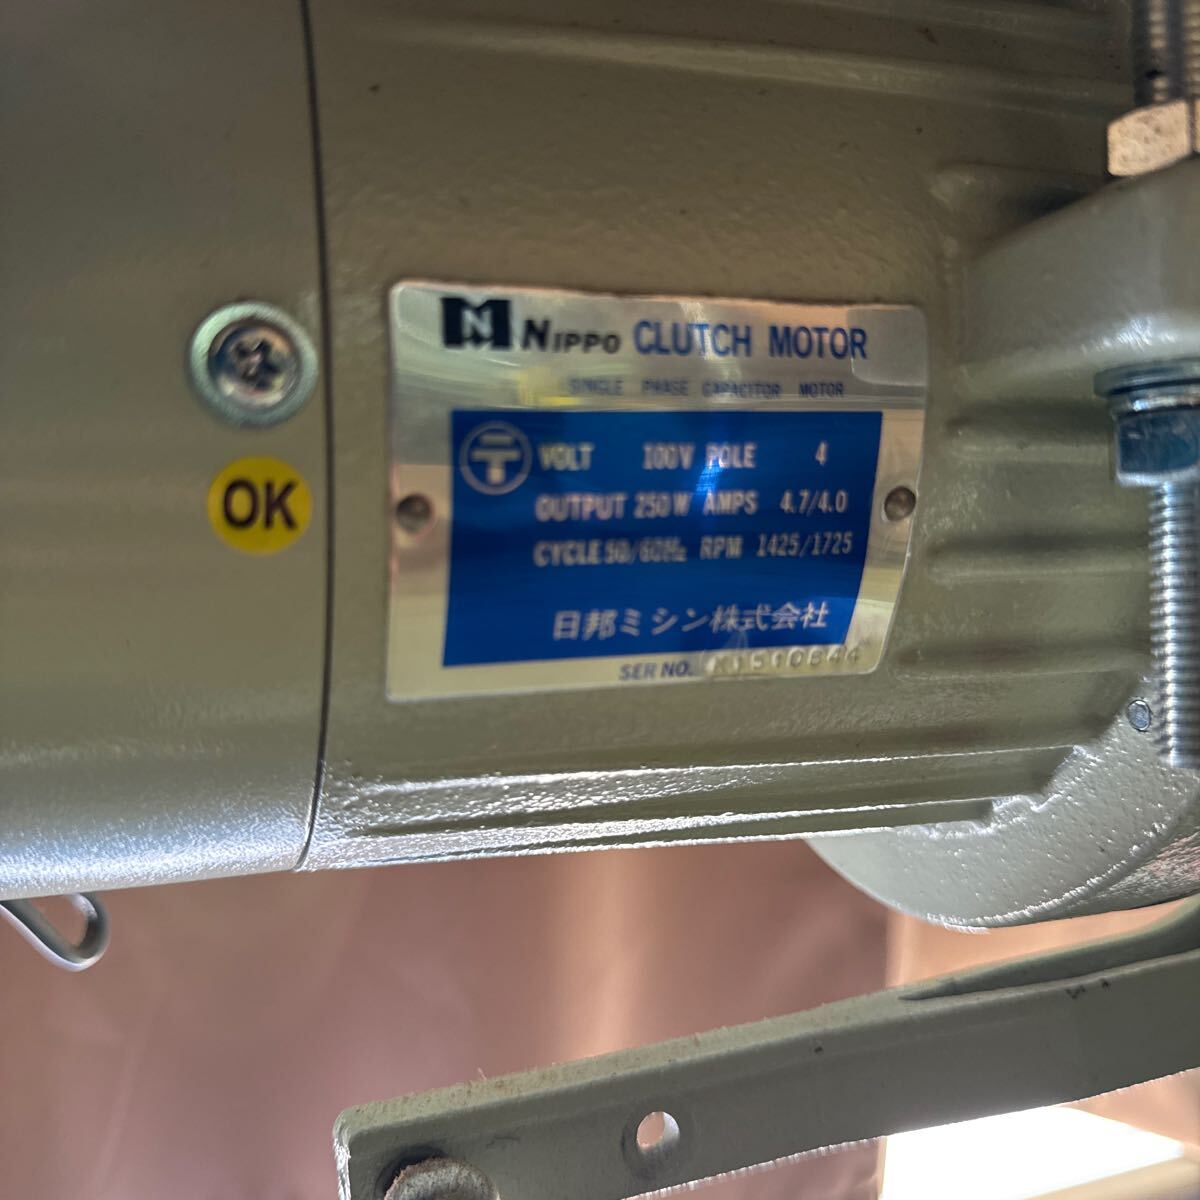 NM NIPPO CLUTCH MOTOR
SINGLE PHASE CAPACITOR MOTOR
VOLT 100V POLE 4
OUTPUT 250W AMPS 4.7/4.0
CYCLE 50/60Hz RPM 1425/1725
日邦ミシン株式会社
SER NO.
OK